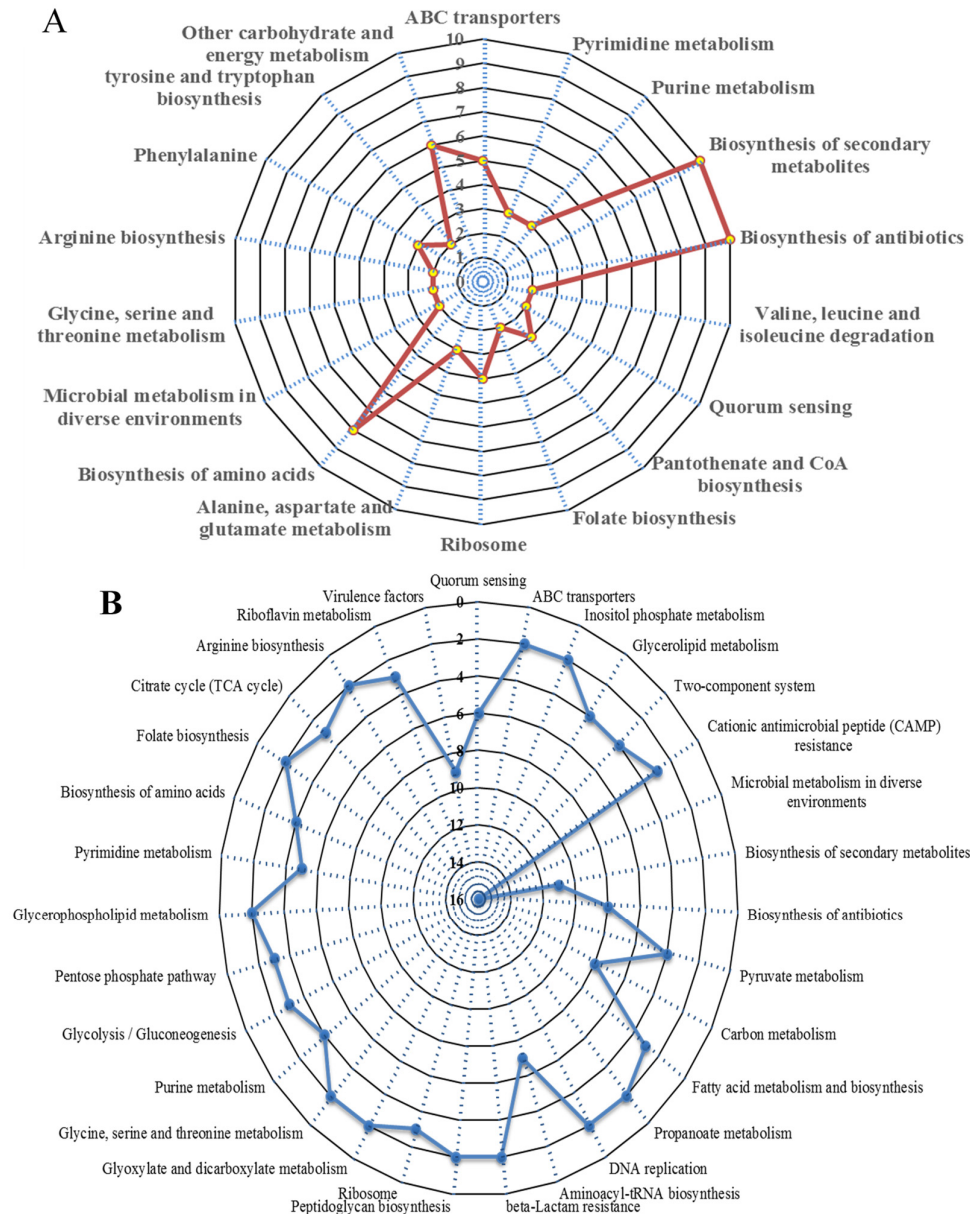 A
ABC transporters
Other carbohydrate and
energy metabolism
tyrosine and tryptophan
biosynthesis
Phenylalanine
Arginine biosynthesis
Glycine, serine and
threonine metabolism
Microbial metabolism in
diverse environments
Biosynthesis of amino acids
Alanine, aspartate and
glutamate metabolism
Ribosome
Folate biosynthesis
Pantothenate and CoA
biosynthesis
Quorum sensing
Valine, leucine and
isoleucine degradation
Biosynthesis of antibiotics
Biosynthesis of secondary
metabolites
Purine metabolism
Pyrimidine metabolism
10
9
8
7
6
5
4
3
2
1
0
B
Quorum sensing
ABC transporters
Inositol phosphate metabolism
Glycerolipid metabolism
Two-component system
Cationic antimicrobial peptide (CAMP)
resistance
Microbial metabolism in diverse
environments
Biosynthesis of secondary metabolites
Biosynthesis of antibiotics
Pyruvate metabolism
Carbon metabolism
Fatty acid metabolism and biosynthesis
Propanoate metabolism
DNA replication
Aminoacyl-tRNA biosynthesis
beta-Lactam resistance
Peptidoglycan biosynthesis
Ribosome
Glyoxylate and dicarboxylate metabolism
Glycine, serine and threonine metabolism
Purine metabolism
Glycolysis / Gluconeogenesis
Pentose phosphate pathway
Glycerophospholipid metabolism
Pyrimidine metabolism
Biosynthesis of amino acids
Folate biosynthesis
Citrate cycle (TCA cycle)
Arginine biosynthesis
Riboflavin metabolism
Virulence factors
0
2
4
6
8
10
12
14
16